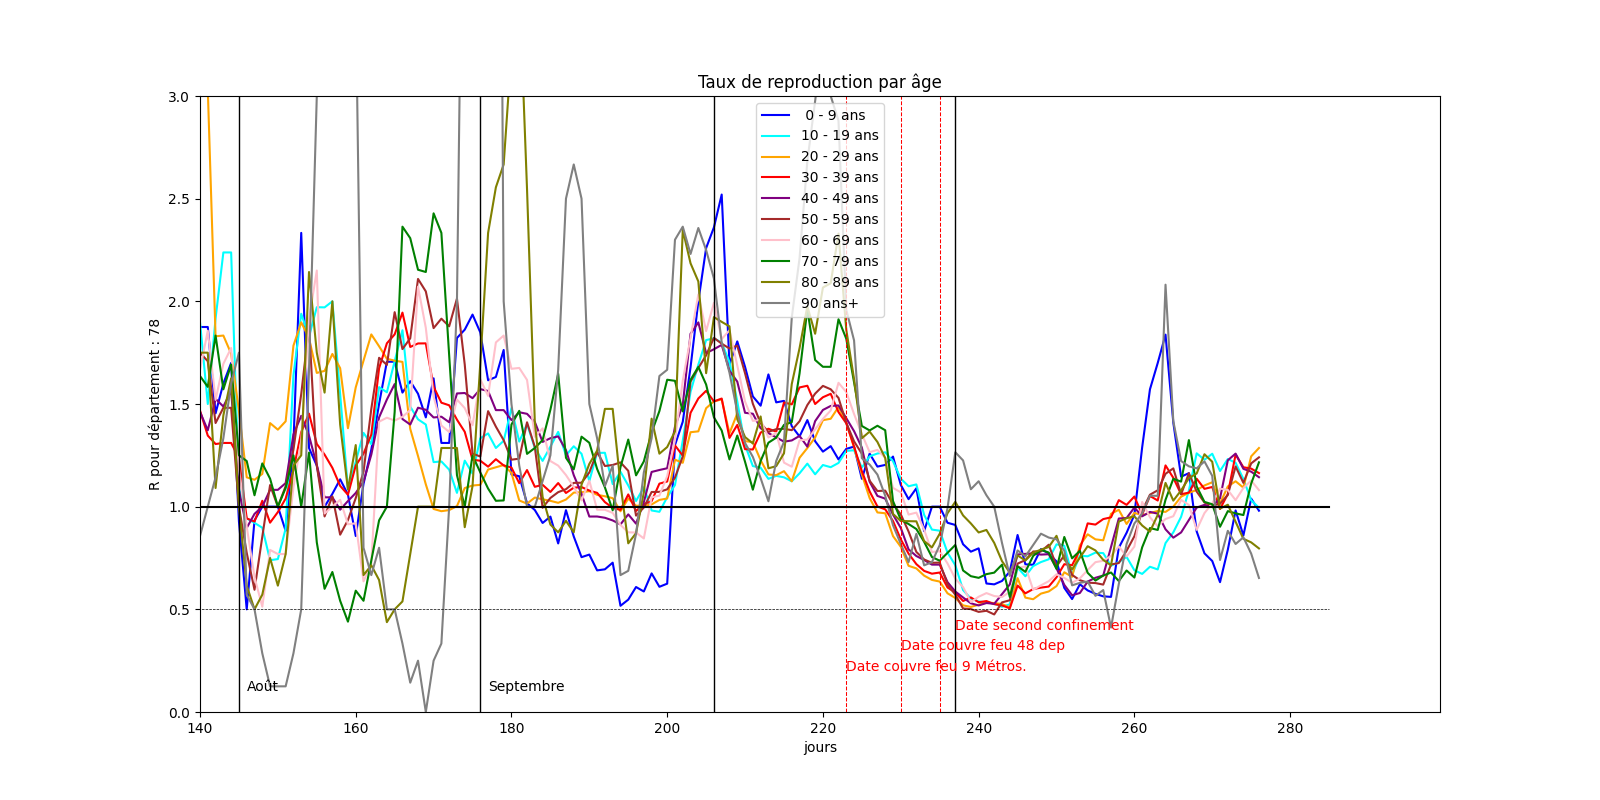 Taux de reproduction par âge
R pour département : 78
3.0
2.5
2.0
1.5
1.0
0.5
0.0
0 - 9 ans
10 - 19 ans
20 - 29 ans
30 - 39 ans
40 - 49 ans
50 - 59 ans
60 - 69 ans
70 - 79 ans
80 - 89 ans
90 ans+
Date second confinement
Date couvre feu 48 dep
Date couvre feu 9 Métros.
Août
Septembre
140
160
180
200
220
240
260
280
jours